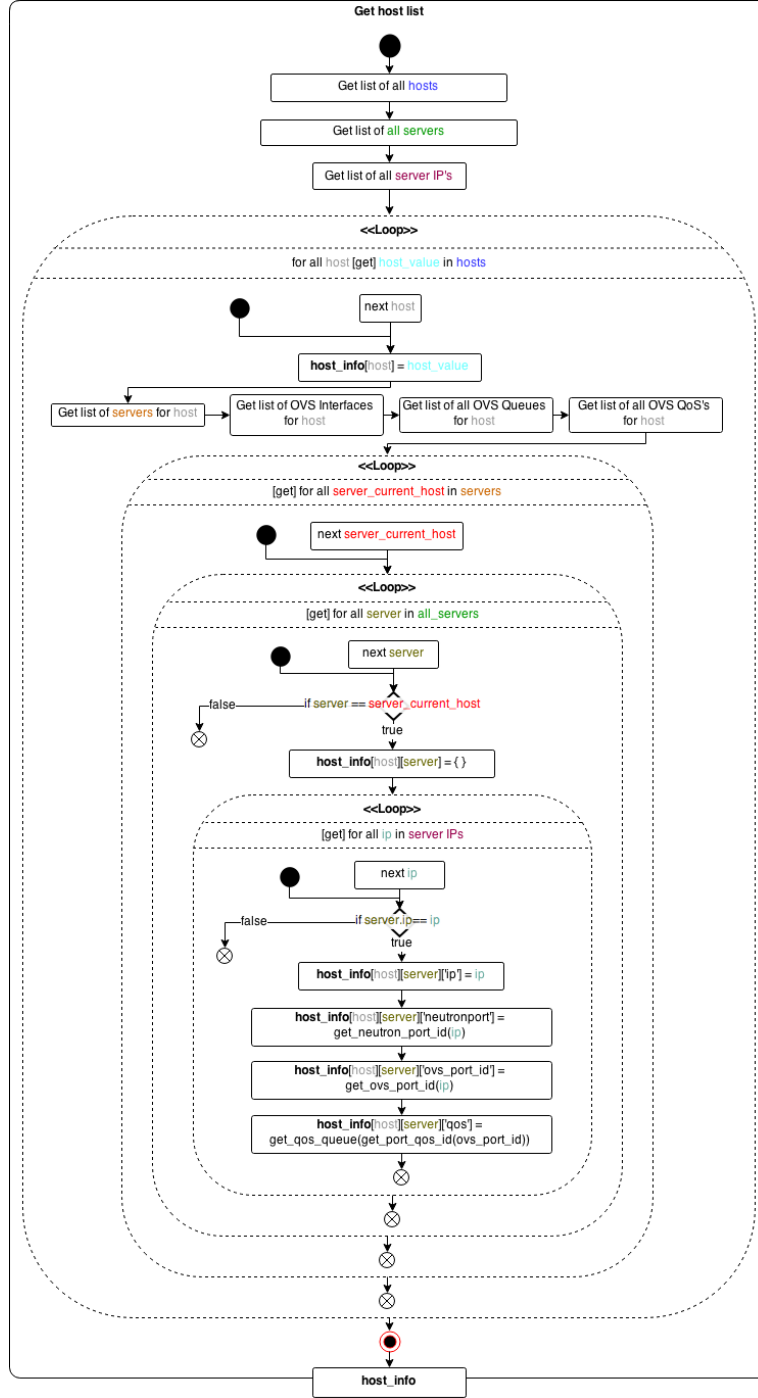 Get host list
Get list of all hosts
Get list of all servers
Get list of all server IP's
<<Loop>>
for all host [get] host_value in hosts
next host
host_info[host] = host_value
Get list of servers for host
Get list of OVS Interfaces
for host
Get list of all OVS Queues
for host
Get list of all OVS QoS's
for host
<<Loop>>
[get] for all server_current_host in servers
next server_current_host
<<Loop>>
[get] for all server in all_servers
next server
false
if server == server_current_host
true
host_info[host][server] = { }
<<Loop>>
[get] for all ip in server IPs
next ip
false
if server.ip== ip
true
host_info[host][server]['ip'] = ip
host_info[host][server]['neutronport'] =
get_neutron_port_id(ip)
host_info[host][server]['ovs_port_id'] =
get_ovs_port_id(ip)
host_info[host][server]['qos'] =
get_qos_queue(get_port_qos_id(ovs_port_id))
host_info